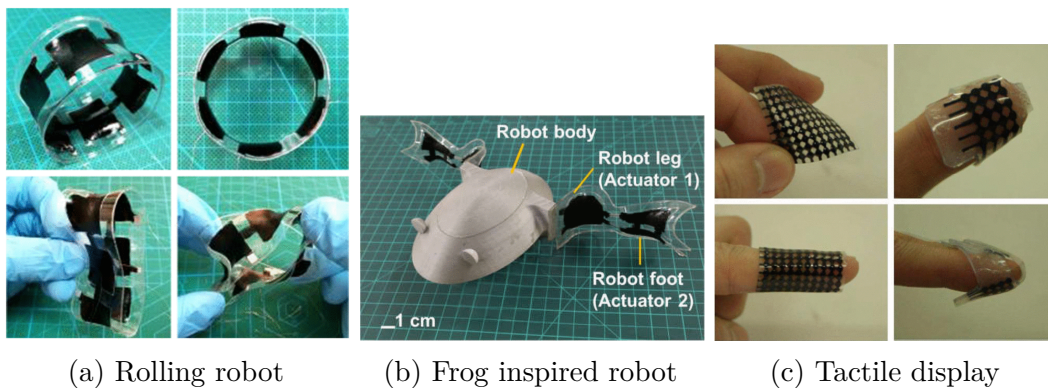 Robot body
Robot leg
(Actuator 1)
Robot foot
(Actuator 2)
1 cm
(a) Rolling robot
(b) Frog inspired robot
(c) Tactile display